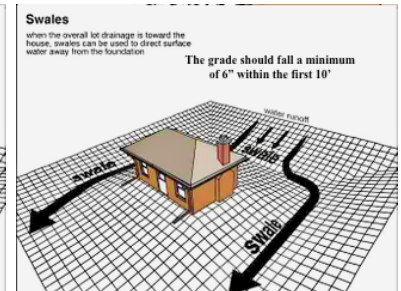 Swales
when the overall lot drainage is toward the
house, swales can be used to direct surface
water away from the foundation
The grade should fall a minimum
of 6” within the first 10’
water runoff
swale
swale
Swale